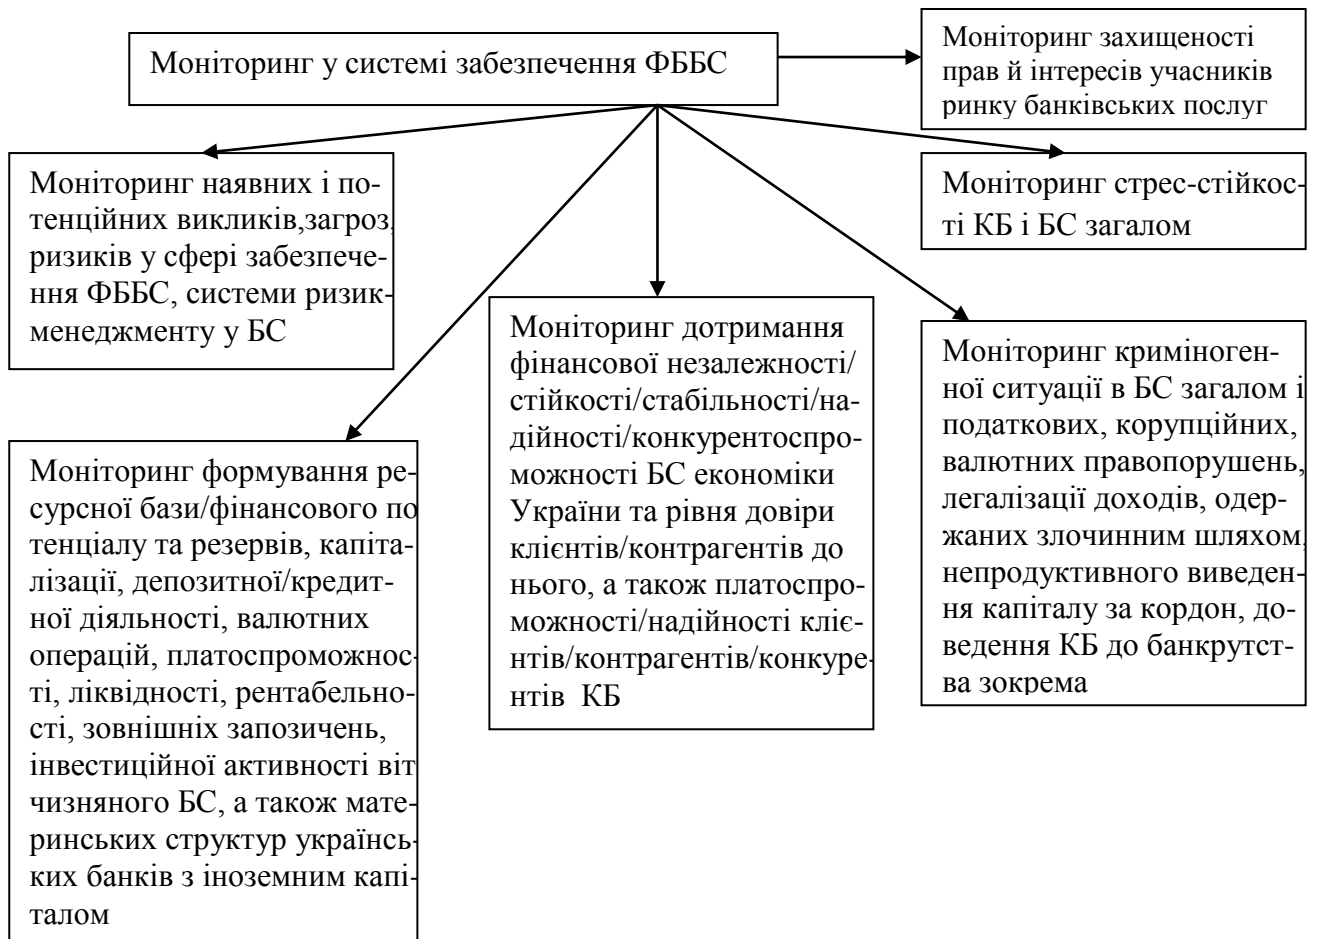 Моніторинг у системі забезпечення ФББС
Моніторинг захищеності
прав й інтересів учасників
ринку банківських послуг
Моніторинг наявних і по-
тенційних викликів,загроз,
ризиків у сфері забезпече-
ння ФББС, системи ризик-
менеджменту у БС
Моніторинг стрес-стійкос-
ті КБ і БС загалом
Моніторинг дотримання
фінансової незалежності/
стійкості/стабільності/на-
дійності/конкурентоспро-
можності БС економіки
України та рівня довіри
клієнтів/контрагентів до
нього, а також платоспро-
можності/надійності кліє-
нтів/контрагентів/конкуре-
нтів КБ
Моніторинг криміноген-
ної ситуації в БС загалом і
податкових, корупційних,
валютних правопорушень,
легалізації доходів, одер-
жаних злочинним шляхом,
непродуктивного виведен-
ня капіталу за кордон, до-
ведення КБ до банкрутст-
ва зокрема
Моніторинг формування ре-
сурсної бази/фінансового по
тенціалу та резервів, капіта-
лізації, депозитної/кредит-
ної діяльності, валютних
операцій, платоспроможнос-
ті, ліквідності, рентабельно-
сті, зовнішніх запозичень,
інвестиційної активності віт
чизняного БС, а також мате-
ринських структур українсь-
ких банків з іноземним капі-
талом